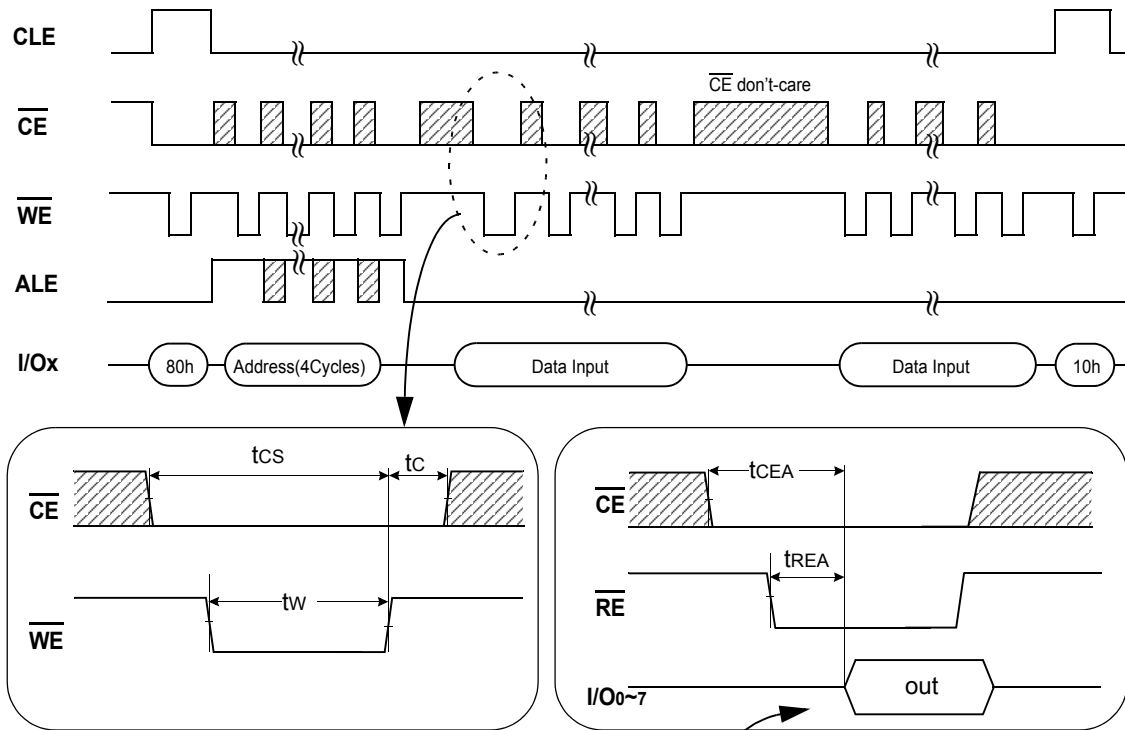 CLE
CE don't-care
CE
WE
ALE
I/Ox 80h Address(4Cycles) Data Input Data Input 10h
tCS tC
CE
tW
WE
tCEA
CE
tREA
RE
I/O0~7 out